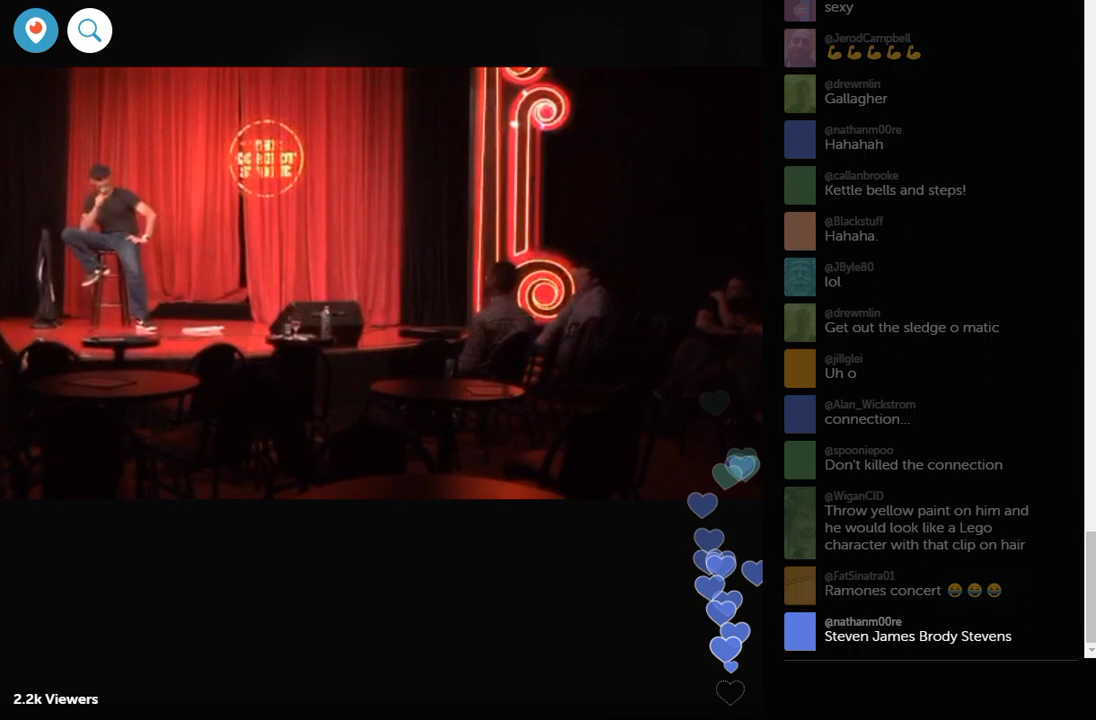 THE
COMEDY
STORE
2.2k Viewers
sexy
@JerodCampbell
💪💪💪💪💪
@drewmlin
Gallagher
@nathanm00re
Hahahah
@callanbrooke
Kettle bells and steps!
@Blackstuff
Hahaha.
@JByle80
lol
@drewmlin
Get out the sledge o matic
@jillglei
Uh o
@Alan_Wickstrom
connection...
@spooniepoo
Don't killed the connection
@WiganCID
Throw yellow paint on him and
he would look like a Lego
character with that clip on hair
@FatSinatra01
Ramones concert 😂😂😂
@nathanm00re
Steven James Brody Stevens